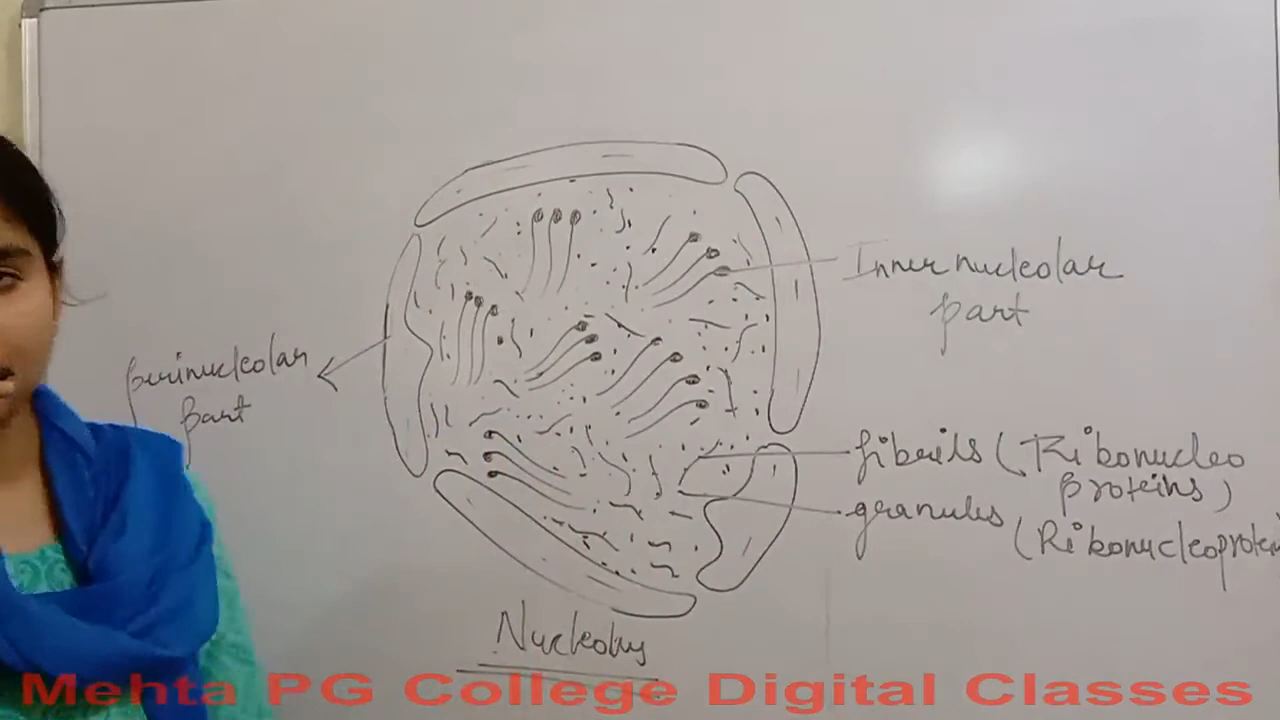 Inner nucleolar
part
Perinucleolar
part
fibrils (Ribonucleo
proteins)
granules
(Ribonucleoprotein
Nucleolus
Mehta PG College Digital Classes